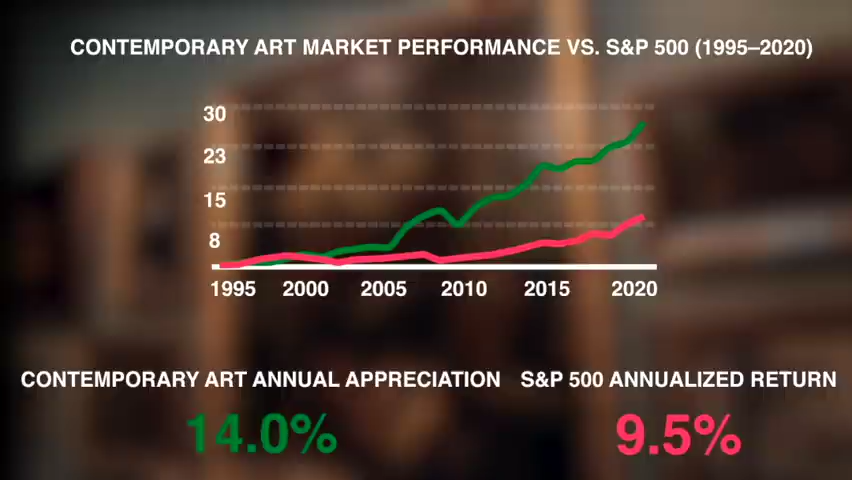 CONTEMPORARY ART MARKET PERFORMANCE VS. S&P 500 (1995–2020)
30
23
15
8
1995 2000 2005 2010 2015 2020
CONTEMPORARY ART ANNUAL APPRECIATION S&P 500 ANNUALIZED RETURN
14.0% 9.5%